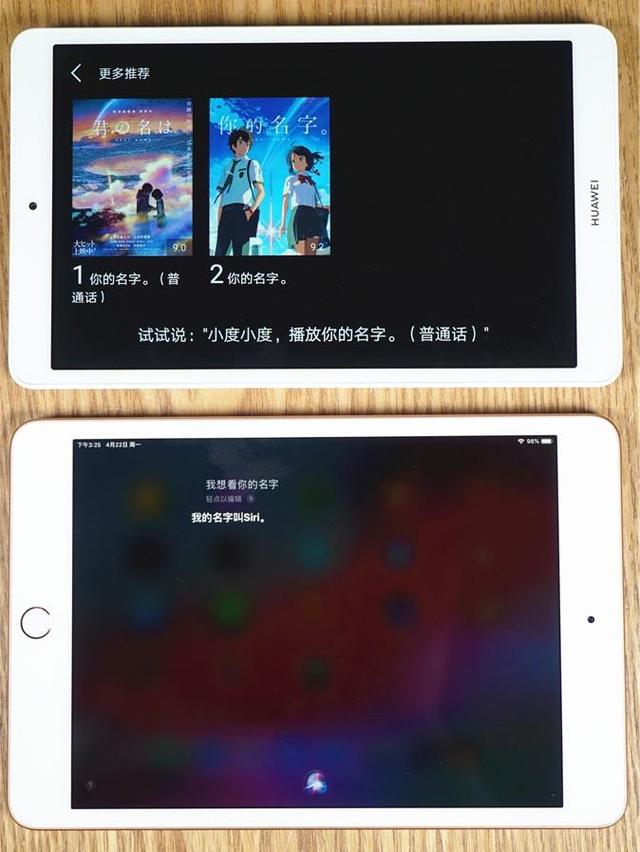 更多推荐
君の名は。
大ヒット
上映中!
9.0
你的名字。
9.2
1 你的名字。（普
通话）
2 你的名字。
试试说："小度小度，播放你的名字。（普通话）"
HUAWEI
下午3:25 4月22日 周一
98%
我想看你的名字
轻点以编辑
我的名字叫Siri。
?